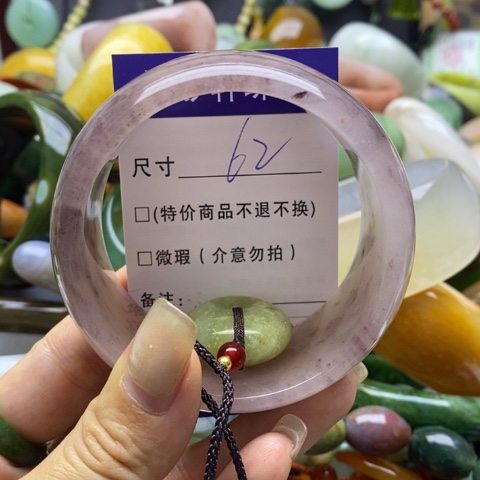 尺寸 62
□(特价商品不退不换)
□微瑕（介意勿拍）
备注: